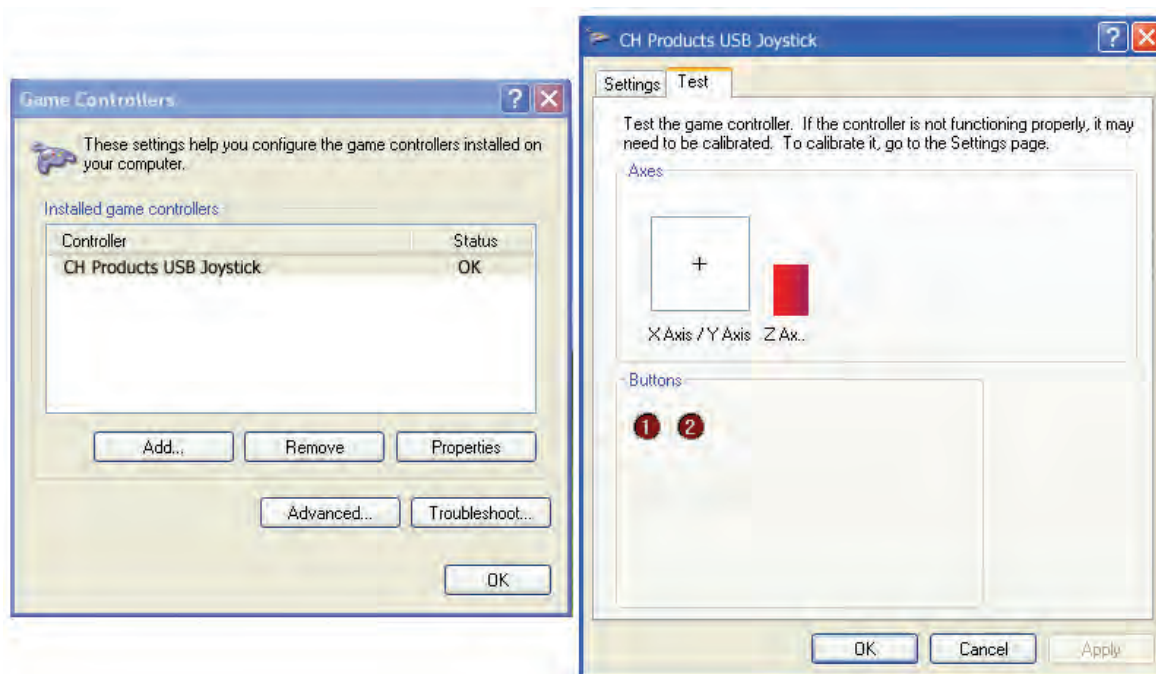 Game Controllers
These settings help you configure the game controllers installed on
your computer.
Installed game controllers
Controller Status
CH Products USB Joystick OK
Add... Remove Properties
Advanced... Troubleshoot...
OK
CH Products USB Joystick
Settings Test
Test the game controller. If the controller is not functioning properly, it may
need to be calibrated. To calibrate it, go to the Settings page.
Axes
X Axis / Y Axis Z Ax..
Buttons
1 2
OK Cancel Apply